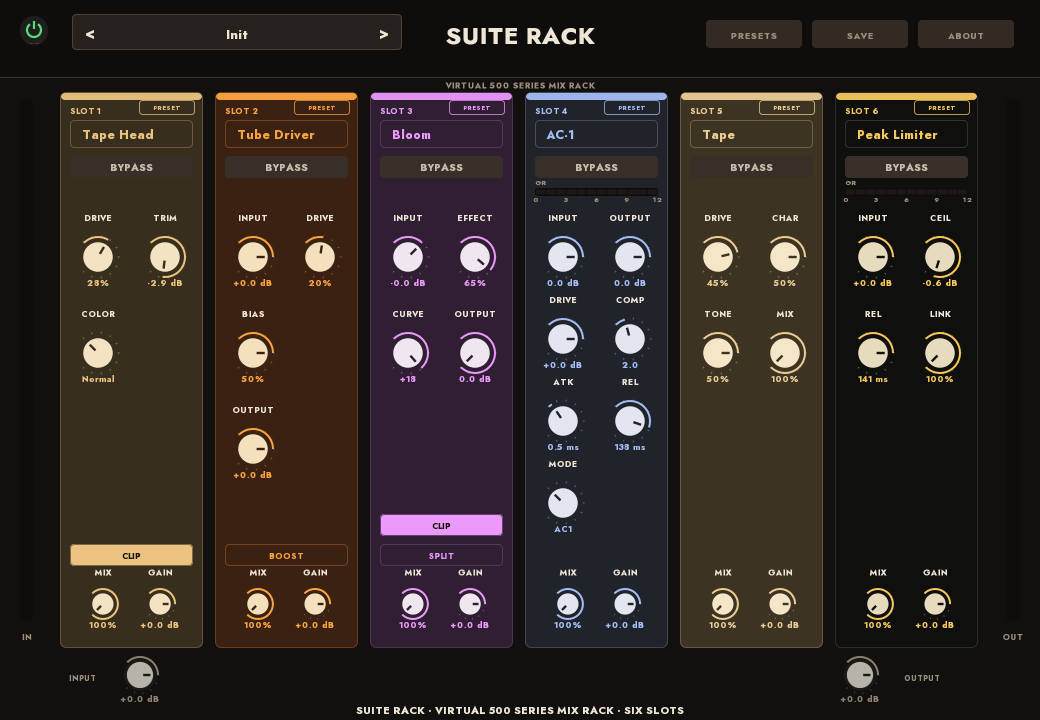 < Init > SUITE RACK PRESETS SAVE ABOUT
VIRTUAL 500 SERIES MIX RACK
SLOT 1 PRESET SLOT 2 PRESET SLOT 3 PRESET SLOT 4 PRESET SLOT 5 PRESET SLOT 6 PRESET
Tape Head Tube Driver Bloom AC-1 Tape Peak Limiter
BYPASS BYPASS BYPASS BYPASS BYPASS BYPASS
GR GR
0 3 6 9 12 0 3 6 9 12
DRIVE TRIM INPUT DRIVE INPUT EFFECT INPUT OUTPUT DRIVE CHAR INPUT CEIL
28% -2.9 dB +0.0 dB 20% -0.0 dB 65% 0.0 dB 0.0 dB 45% 50% +0.0 dB -0.6 dB
DRIVE COMP
COLOR BIAS CURVE OUTPUT TONE MIX REL LINK
+0.0 dB 2.0
Normal 50% +18 0.0 dB 50% 100% 141 ms 100%
ATK REL
OUTPUT
0.5 ms 138 ms
MODE
+0.0 dB
CLIP
AC1
CLIP BOOST SPLIT
MIX GAIN MIX GAIN MIX GAIN MIX GAIN MIX GAIN MIX GAIN
100% +0.0 dB 100% +0.0 dB 100% +0.0 dB 100% +0.0 dB 100% +0.0 dB 100% +0.0 dB
IN OUT
INPUT OUTPUT
+0.0 dB +0.0 dB
SUITE RACK · VIRTUAL 500 SERIES MIX RACK · SIX SLOTS